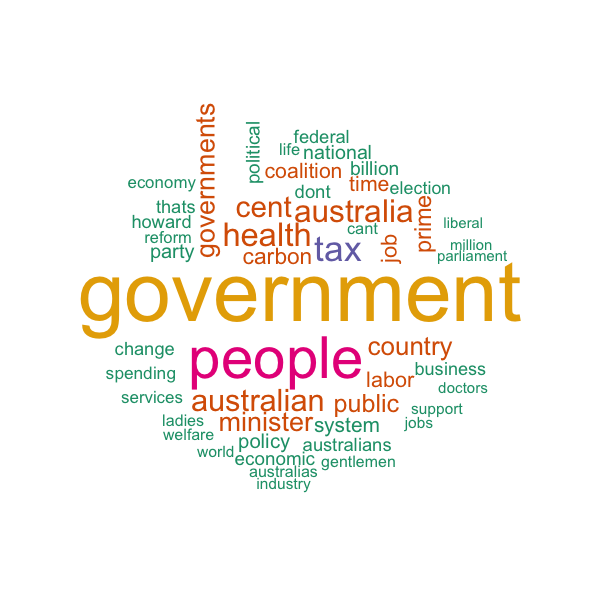 governments
political
federal
life
national
coalition
billion
economy
dont
time
election
thats
cent
australia
prime
howard
liberal
reform
health
cant
tax
job
million
party
carbon
parliament
government
change
people
country
spending
labor
business
services
australian
public
doctors
support
ladies
minister
system
jobs
welfare
policy
australians
world
economic
gentlemen
australias
industry